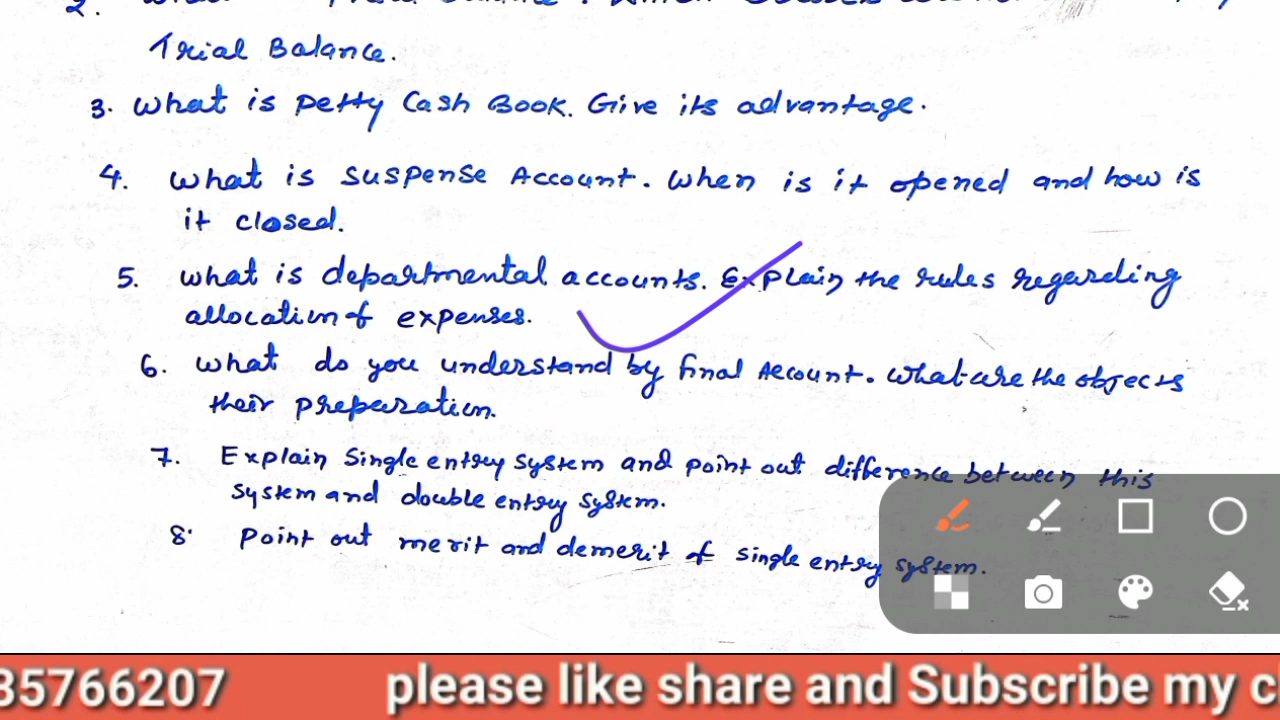 2.
Trial Balance.
3. What is Petty Cash Book. Give its advantage.
4. What is Suspense Account. When is it opened and how is
it closed.
5. What is departmental accounts. Explain the rules regarding
allocation of expenses.
6. What do you understand by final Account. What are the objects
their preparation.
7. Explain Single entry System and point out difference between this
System and double entry System.
8. Point out merit and demerit of single entry system.
35766207 please like share and Subscribe my c